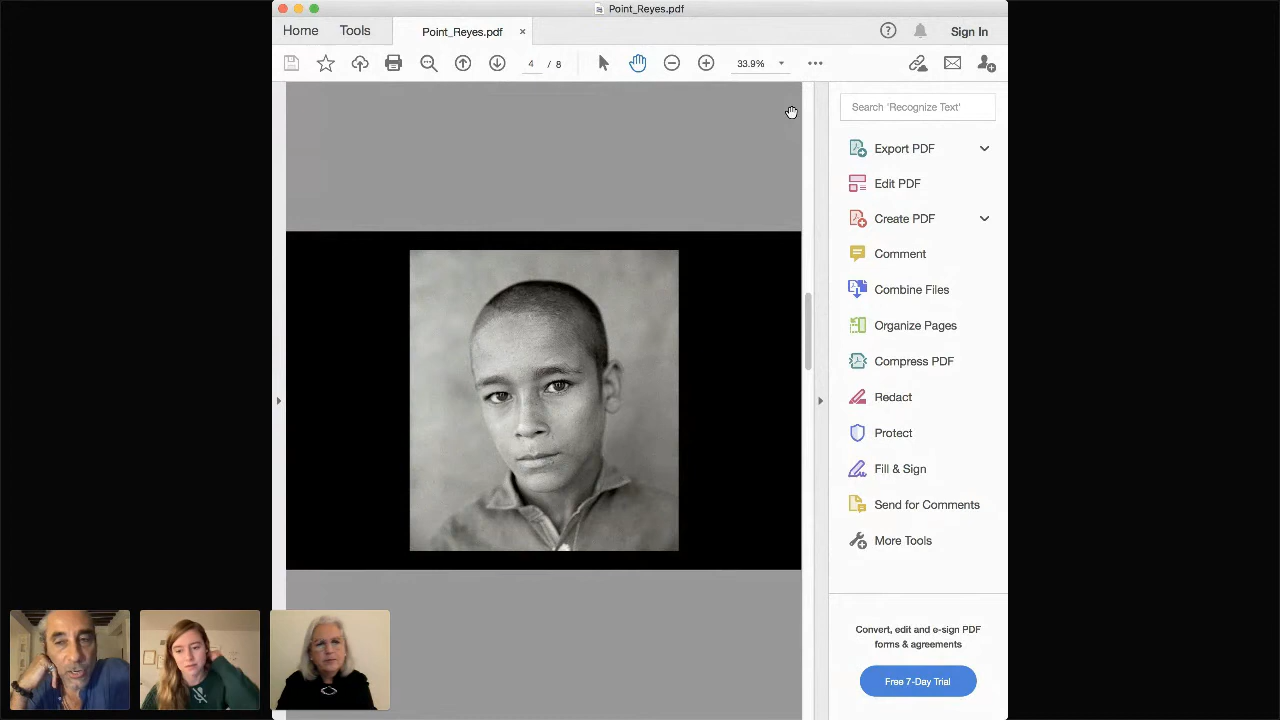 Point_Reyes.pdf
Home Tools Point_Reyes.pdf × ? Sign In
4 / 8 33.9%
Search 'Recognize Text'
Export PDF
Edit PDF
Create PDF
Comment
Combine Files
Organize Pages
Compress PDF
Redact
Protect
Fill & Sign
Send for Comments
More Tools
Convert, edit and e-sign PDF
forms & agreements
Free 7-Day Trial